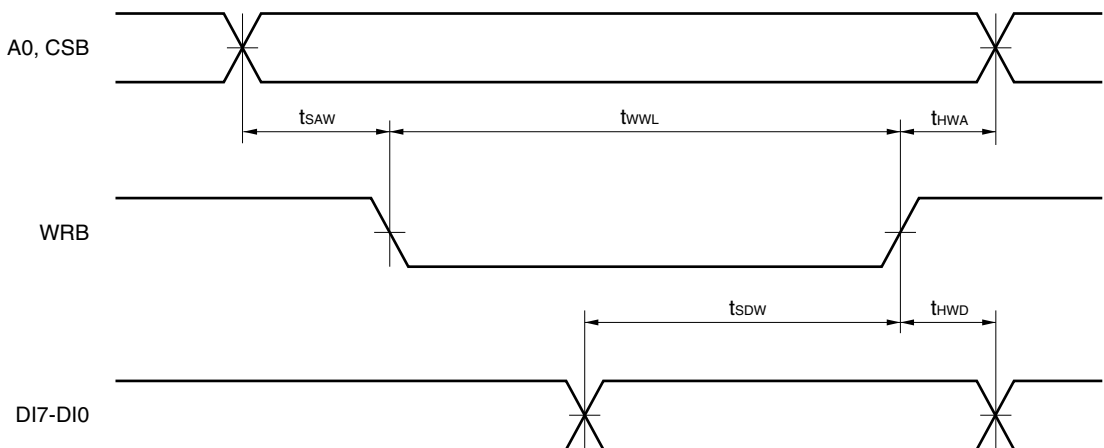 A0, CSB
tSAW tWWL tHWA
WRB
tSDW tHWD
DI7-DI0